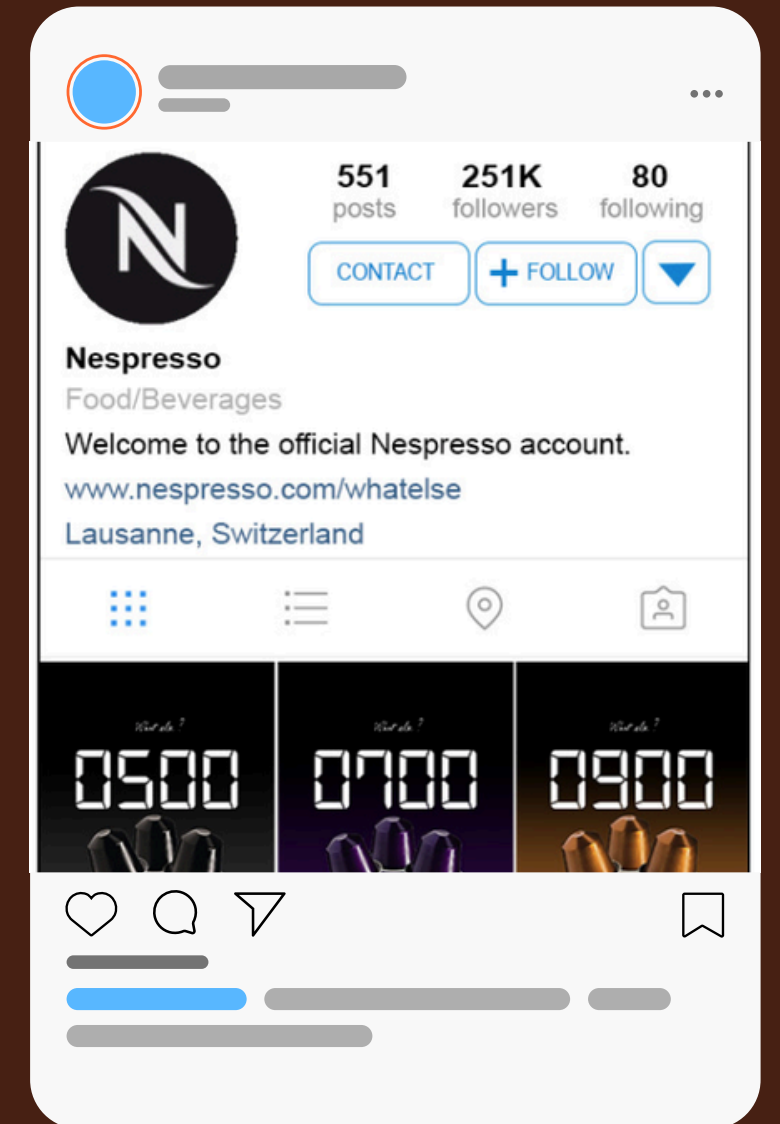 551 251K 80
posts followers following
CONTACT + FOLLOW
N
Nespresso
Food/Beverages
Welcome to the official Nespresso account.
www.nespresso.com/whatelse
Lausanne, Switzerland
What else? What else? What else?
0500 0700 0900